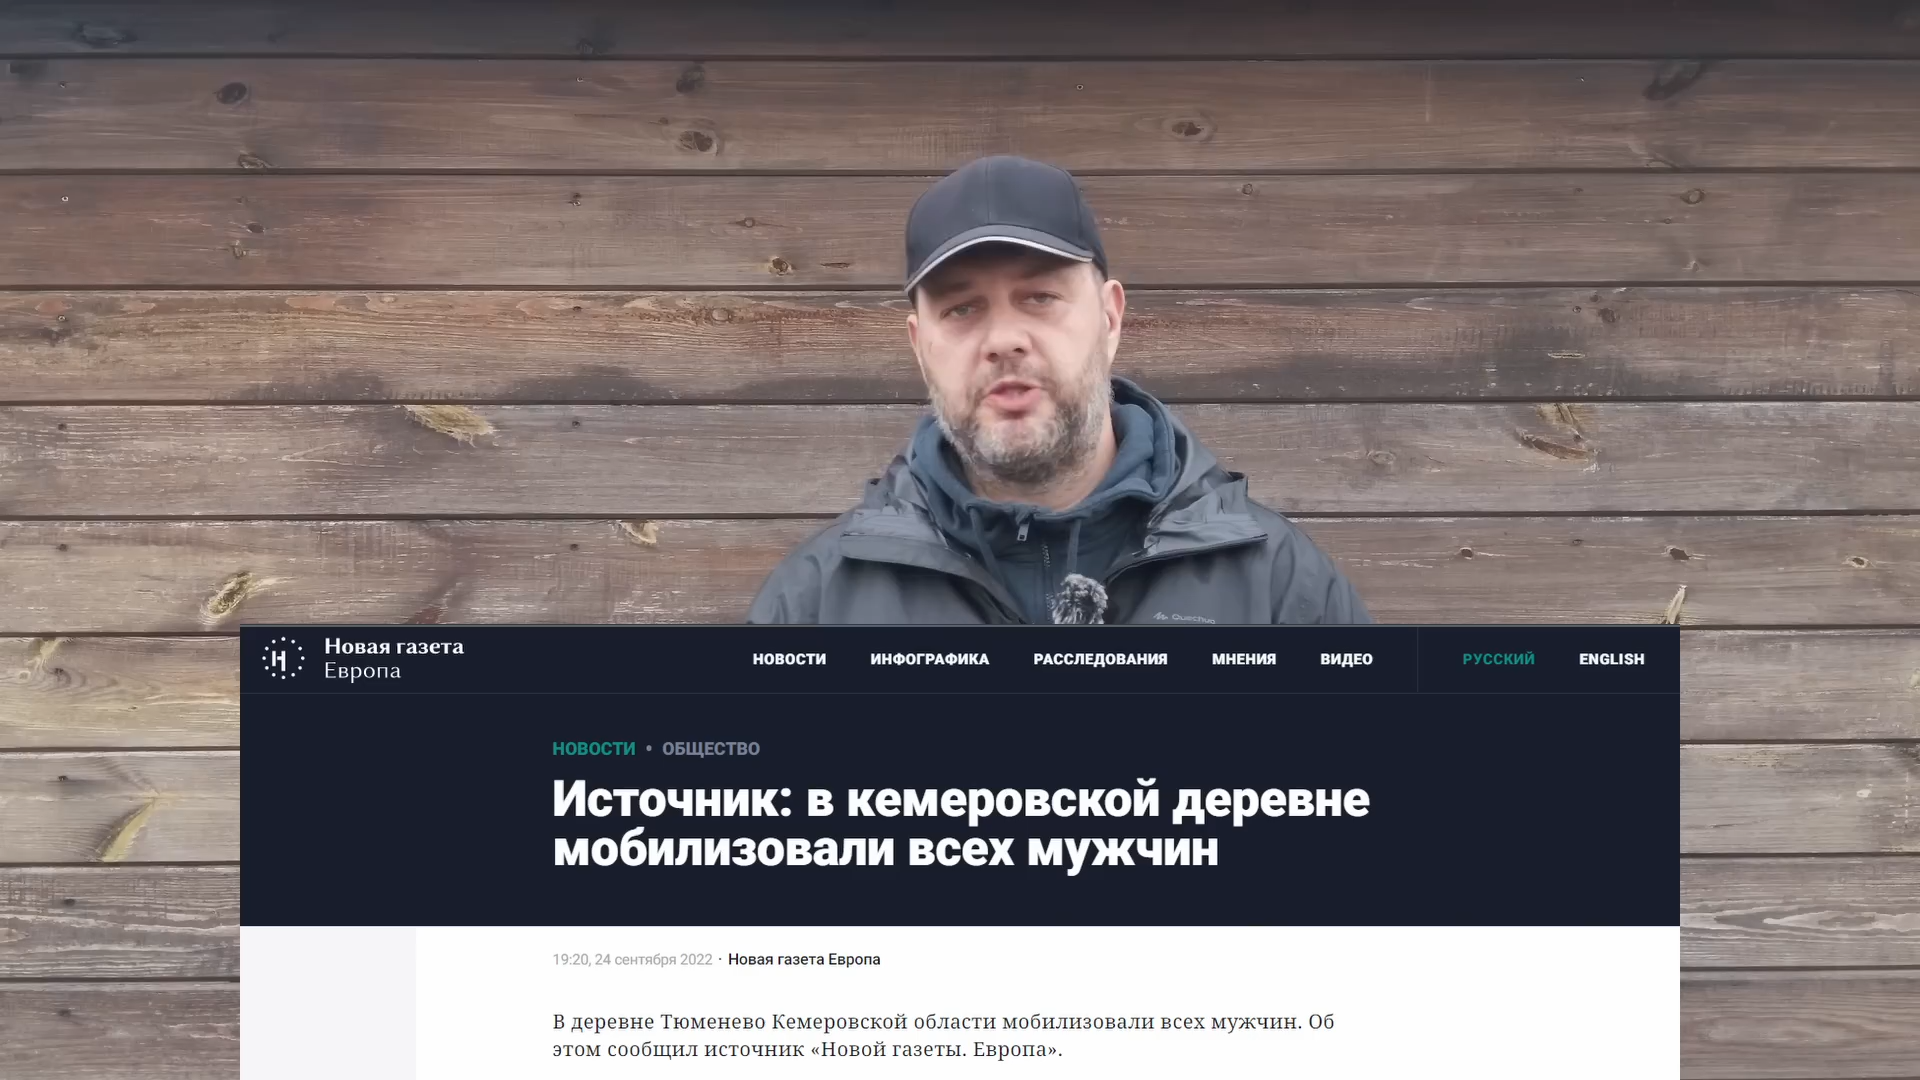 Quechua
Новая газета
Европа
НОВОСТИ ИНФОГРАФИКА РАССЛЕДОВАНИЯ МНЕНИЯ ВИДЕО РУССКИЙ ENGLISH
НОВОСТИ • ОБЩЕСТВО
Источник: в кемеровской деревне
мобилизовали всех мужчин
19:20, 24 сентября 2022 · Новая газета Европа
В деревне Тюменево Кемеровской области мобилизовали всех мужчин. Об
этом сообщил источник «Новой газеты. Европа».